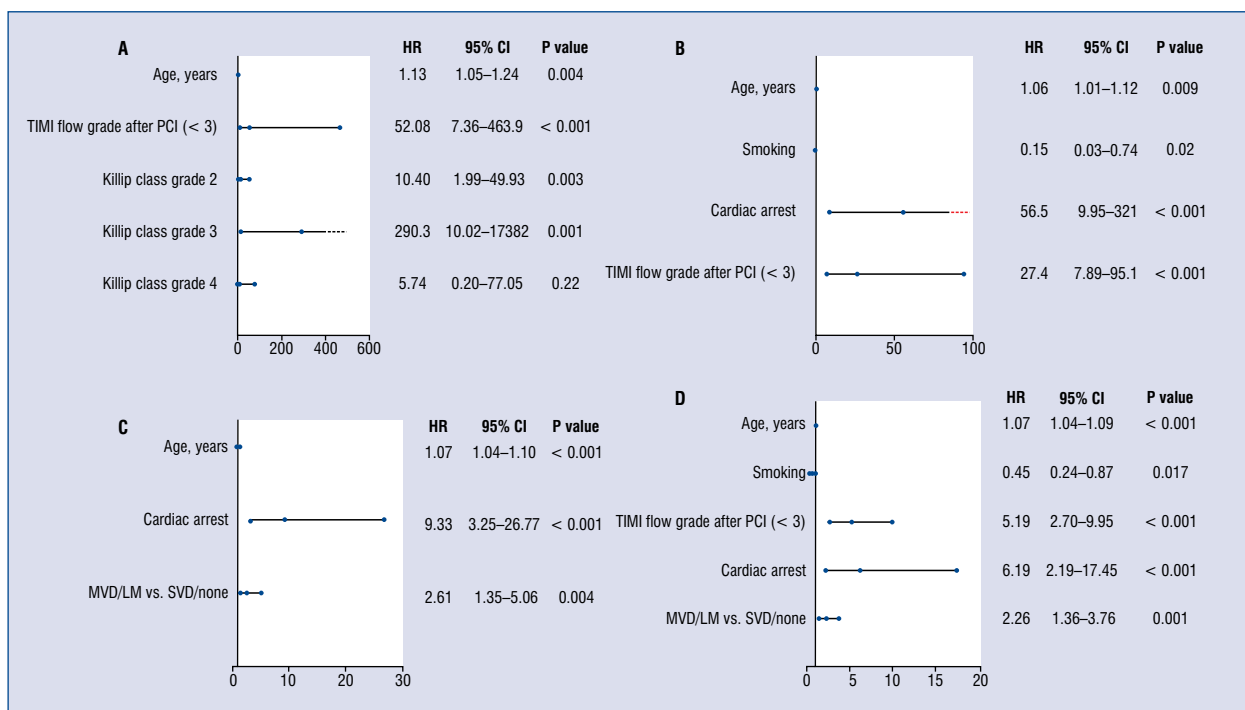 A HR 95% CI P value
Age, years 1.13 1.05–1.24 0.004
TIMI flow grade after PCI (< 3) 52.08 7.36–463.9 < 0.001
Killip class grade 2 10.40 1.99–49.93 0.003
Killip class grade 3 290.3 10.02–17382 0.001
Killip class grade 4 5.74 0.20–77.05 0.22
0 200 400 600
B HR 95% CI P value
Age, years 1.06 1.01–1.12 0.009
Smoking 0.15 0.03–0.74 0.02
Cardiac arrest 56.5 9.95–321 < 0.001
TIMI flow grade after PCI (< 3) 27.4 7.89–95.1 < 0.001
0 50 100
C HR 95% CI P value
Age, years 1.07 1.04–1.10 < 0.001
Cardiac arrest 9.33 3.25–26.77 < 0.001
MVD/LM vs. SVD/none 2.61 1.35–5.06 0.004
0 10 20 30
D HR 95% CI P value
Age, years 1.07 1.04–1.09 < 0.001
Smoking 0.45 0.24–0.87 0.017
TIMI flow grade after PCI (< 3) 5.19 2.70–9.95 < 0.001
Cardiac arrest 6.19 2.19–17.45 < 0.001
MVD/LM vs. SVD/none 2.26 1.36–3.76 0.001
0 5 10 15 20